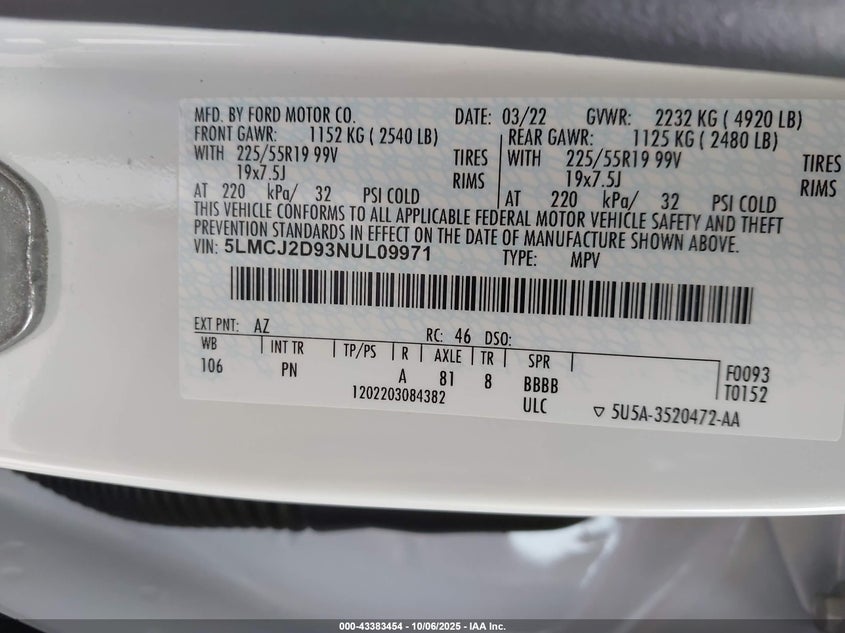 MFD. BY FORD MOTOR CO. DATE: 03/22 GVWR: 2232 KG ( 4920 LB)
FRONT GAWR: 1152 KG ( 2540 LB) REAR GAWR: 1125 KG ( 2480 LB)
WITH 225/55R19 99V TIRES WITH 225/55R19 99V TIRES
19x7.5J RIMS 19x7.5J RIMS
AT 220 kPa/ 32 PSI COLD AT 220 kPa/ 32 PSI COLD
THIS VEHICLE CONFORMS TO ALL APPLICABLE FEDERAL MOTOR VEHICLE SAFETY AND THEFT
PREVENTION STANDARDS IN EFFECT ON THE DATE OF MANUFACTURE SHOWN ABOVE.
VIN: 5LMCJ2D93NUL09971 TYPE: MPV
EXT PNT: AZ RC: 46 DSO:
WB INT TR TP/PS R AXLE TR SPR
106 PN A 81 8 BBBB F0093
1202203084382 ULC T0152
▽ 5U5A-3520472-AA
000-43383454 - 10/06/2025 - IAA Inc.